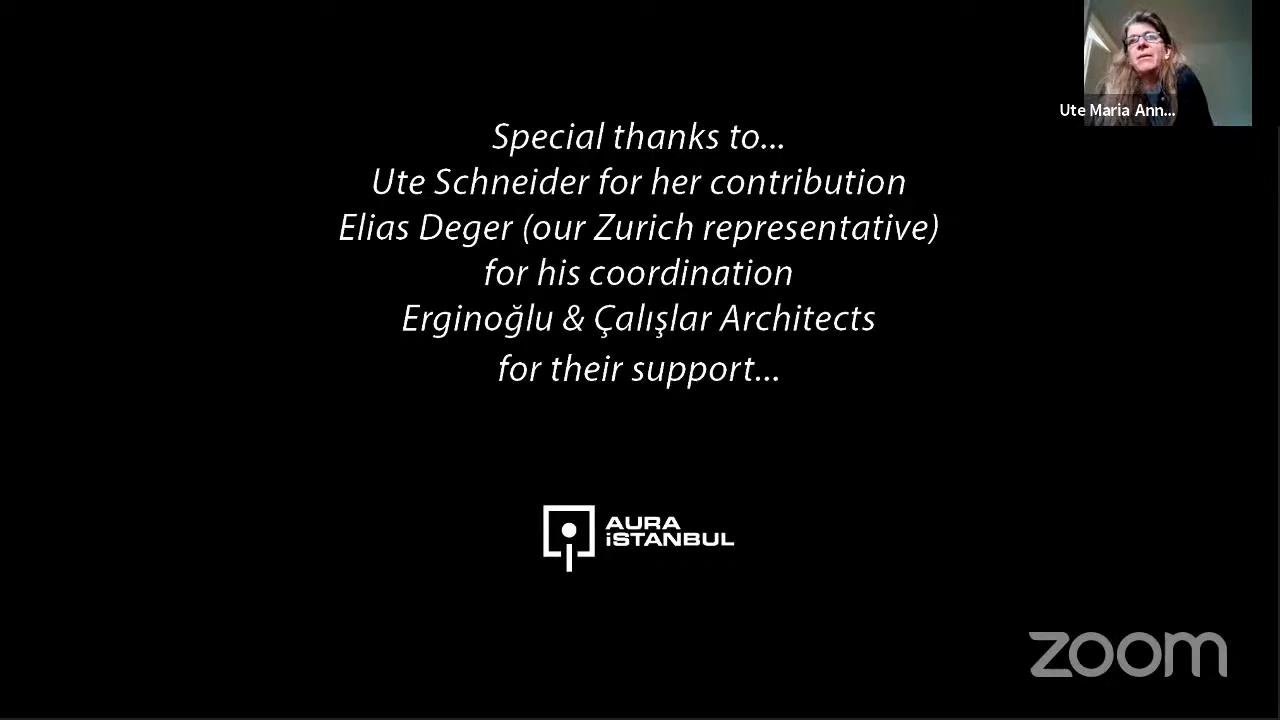 Ute Maria Ann...
Special thanks to...
Ute Schneider for her contribution
Elias Deger (our Zurich representative)
for his coordination
Erginoğlu & Çalışlar Architects
for their support...
AURA
iSTANBUL
zoom